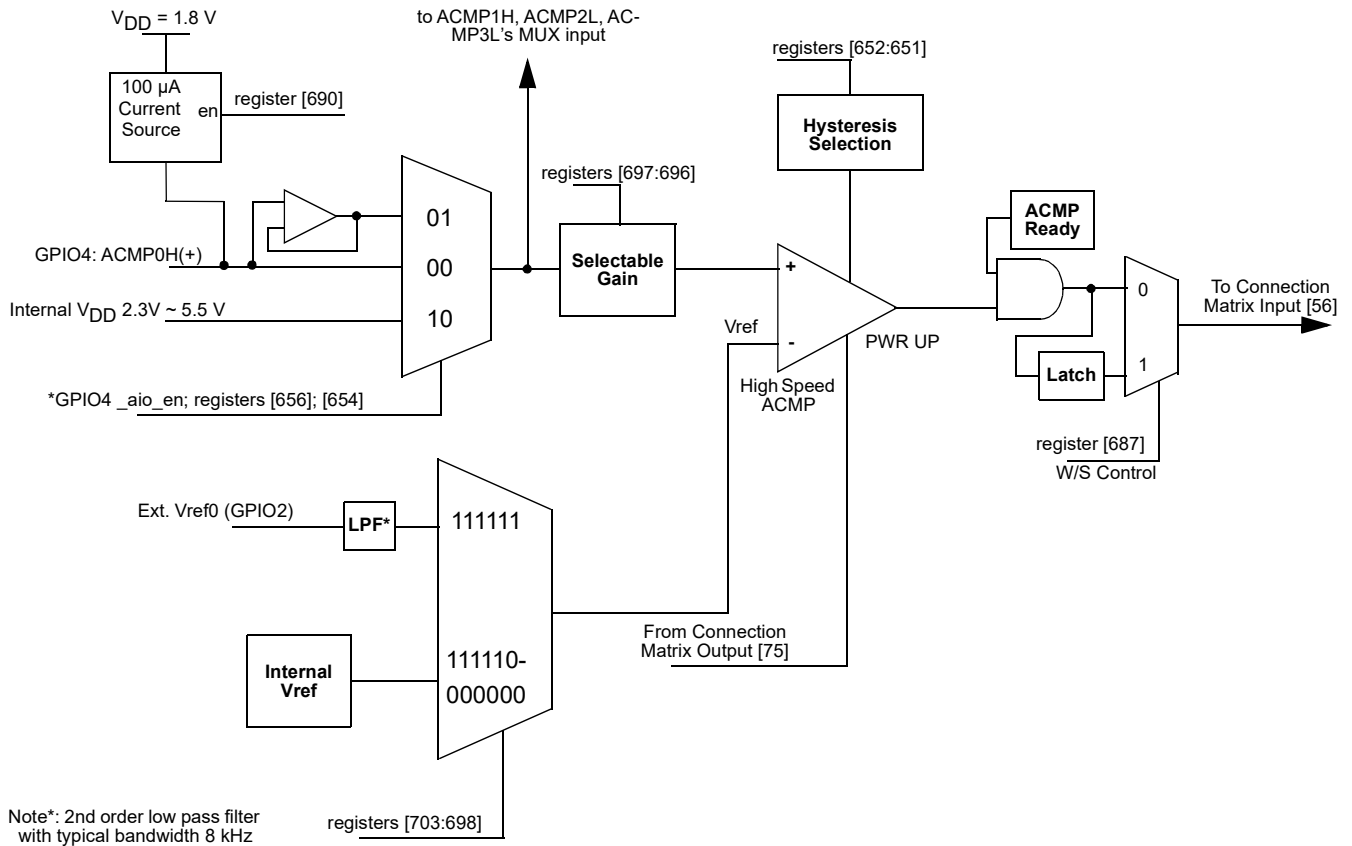 V_DD = 1.8 V
to ACMP1H, ACMP2L, AC-
MP3L's MUX input
registers [652:651]
100 µA
Current
Source
en
register [690]
Hysteresis
Selection
registers [697:696]
ACMP
Ready
01
00
10
GPIO4: ACMP0H(+)
Selectable
Gain
+
-
Internal V_DD 2.3V ~ 5.5 V
Vref
PWR UP
0
1
To Connection
Matrix Input [56]
High Speed
ACMP
Latch
*GPIO4 _aio_en; registers [656]; [654]
register [687]
W/S Control
Ext. Vref0 (GPIO2)
LPF*
111111
From Connection
Matrix Output [75]
Internal
Vref
111110-
000000
Note*: 2nd order low pass filter
with typical bandwidth 8 kHz
registers [703:698]